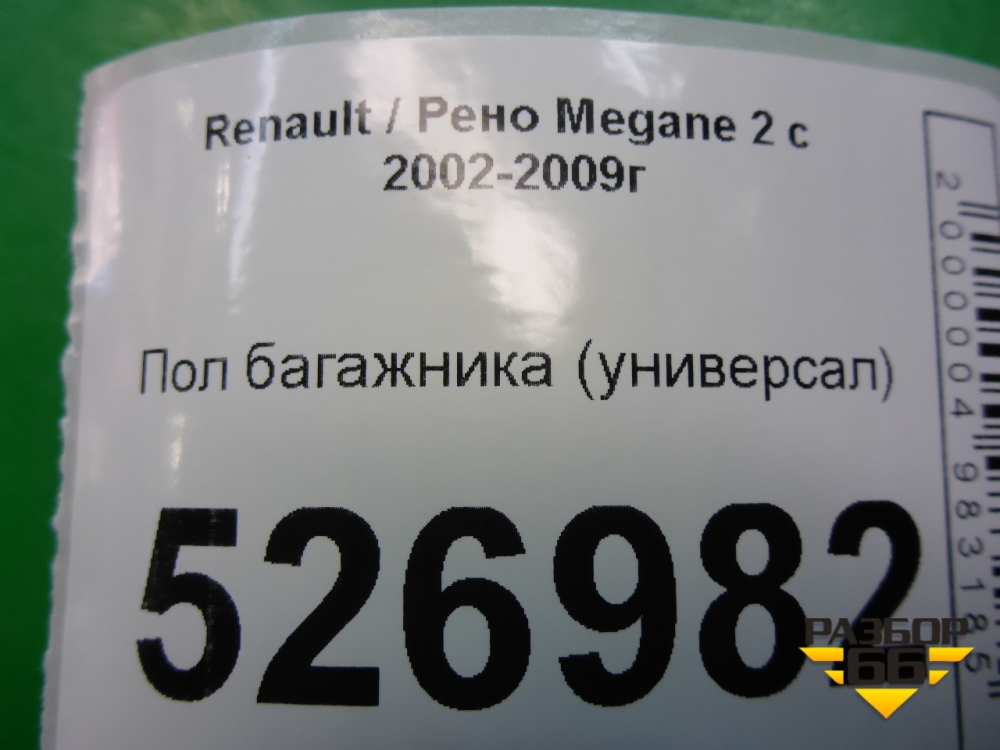 Renault / Рено Megane 2 с
2002-2009г
Пол багажника (универсал)
526982
2000004983185
РАЗБОР
66